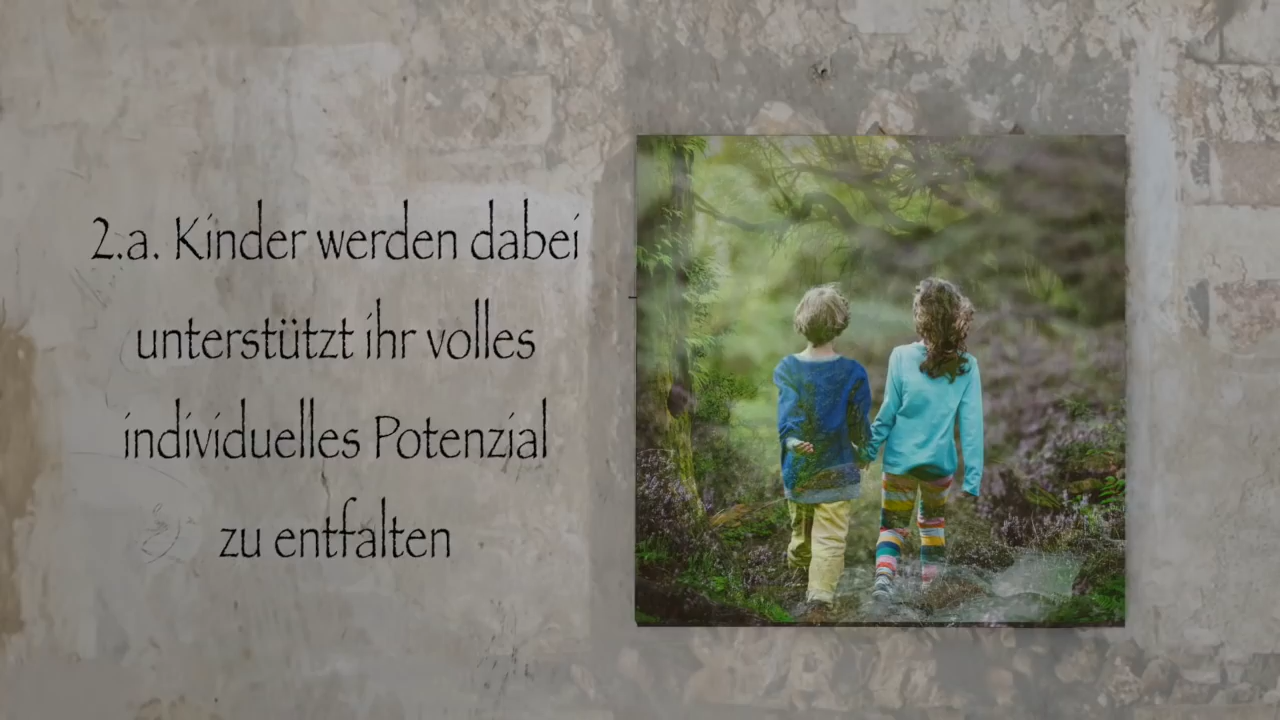 2.a. Kinder werden dabei
unterstützt ihr volles
individuelles Potenzial
zu entfalten